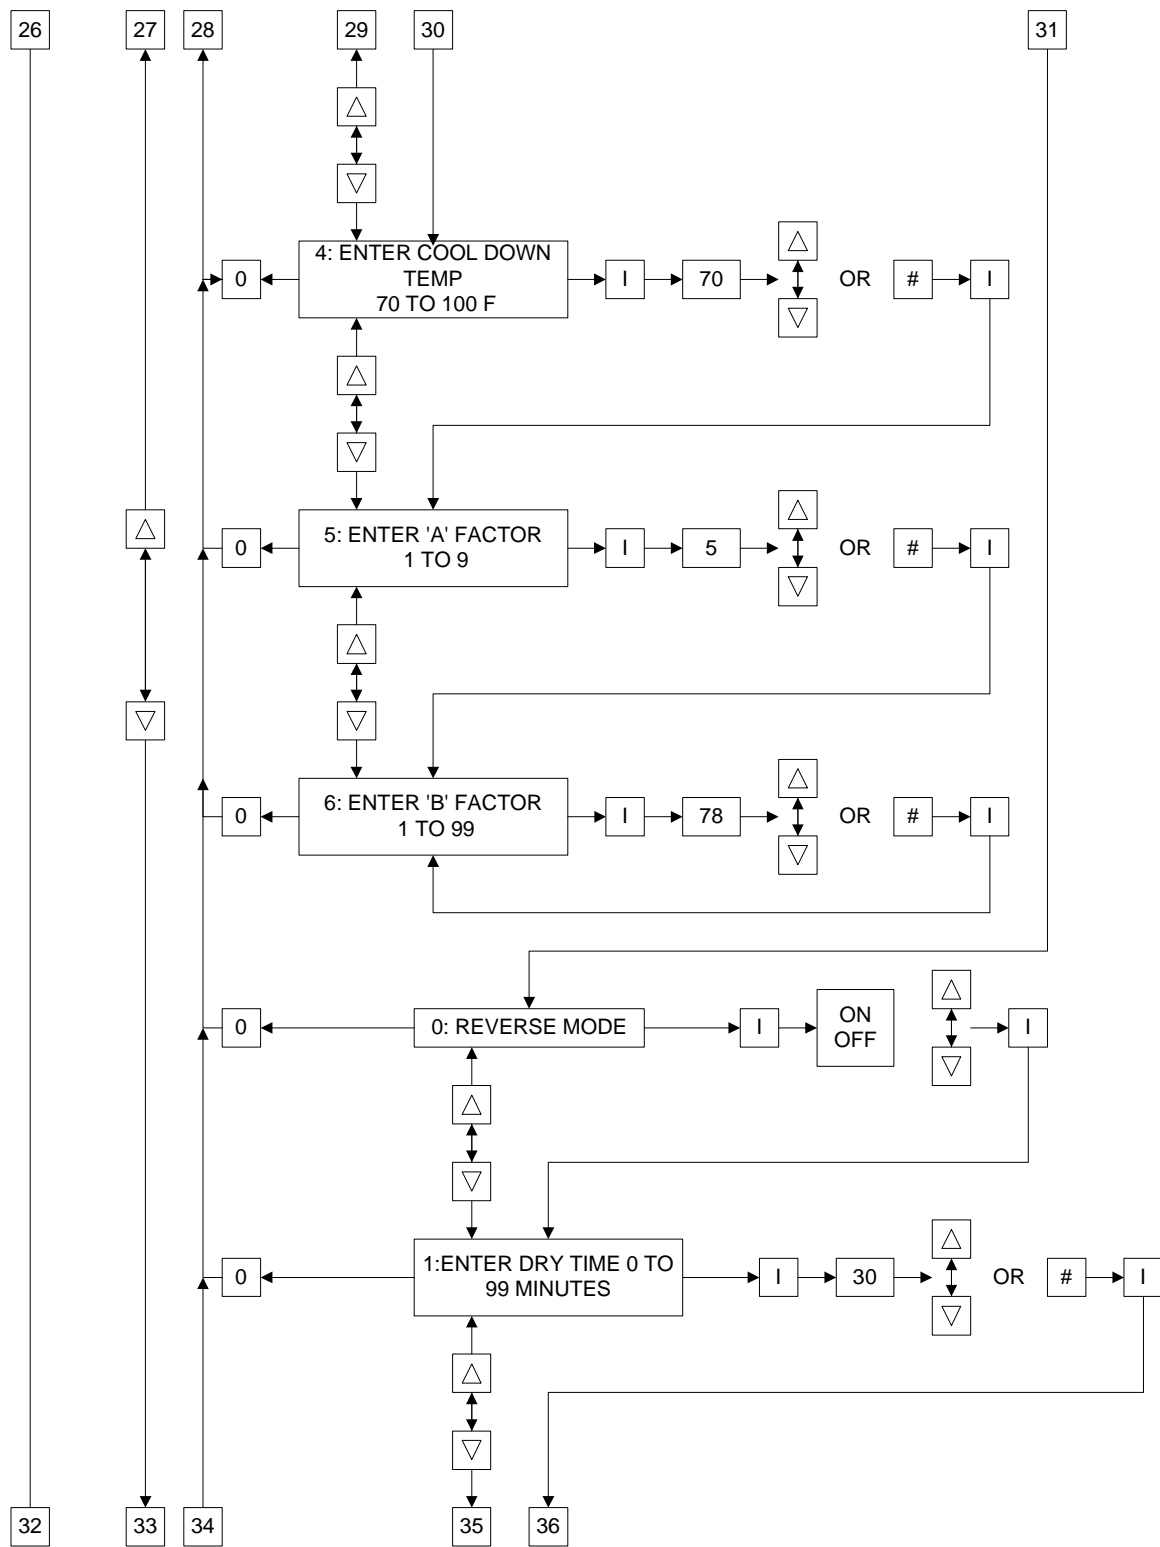 26 27 28 29 30 31
4: ENTER COOL DOWN
TEMP
70 TO 100 F
0 I 70 OR # I
5: ENTER 'A' FACTOR
1 TO 9
0 I 5 OR # I
6: ENTER 'B' FACTOR
1 TO 99
0 I 78 OR # I
0 0: REVERSE MODE I
ON
OFF
I
1:ENTER DRY TIME 0 TO
99 MINUTES
0 I 30 OR # I
32 33 34 35 36